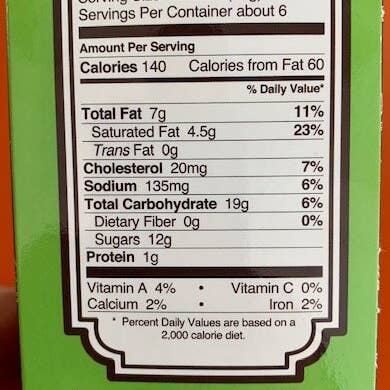 Servings Per Container about 6
Amount Per Serving
Calories 140 Calories from Fat 60
% Daily Value*
Total Fat 7g 11%
Saturated Fat 4.5g 23%
Trans Fat 0g
Cholesterol 20mg 7%
Sodium 135mg 6%
Total Carbohydrate 19g 6%
Dietary Fiber 0g 0%
Sugars 12g
Protein 1g
Vitamin A 4% • Vitamin C 0%
Calcium 2% • Iron 2%
* Percent Daily Values are based on a
2,000 calorie diet.